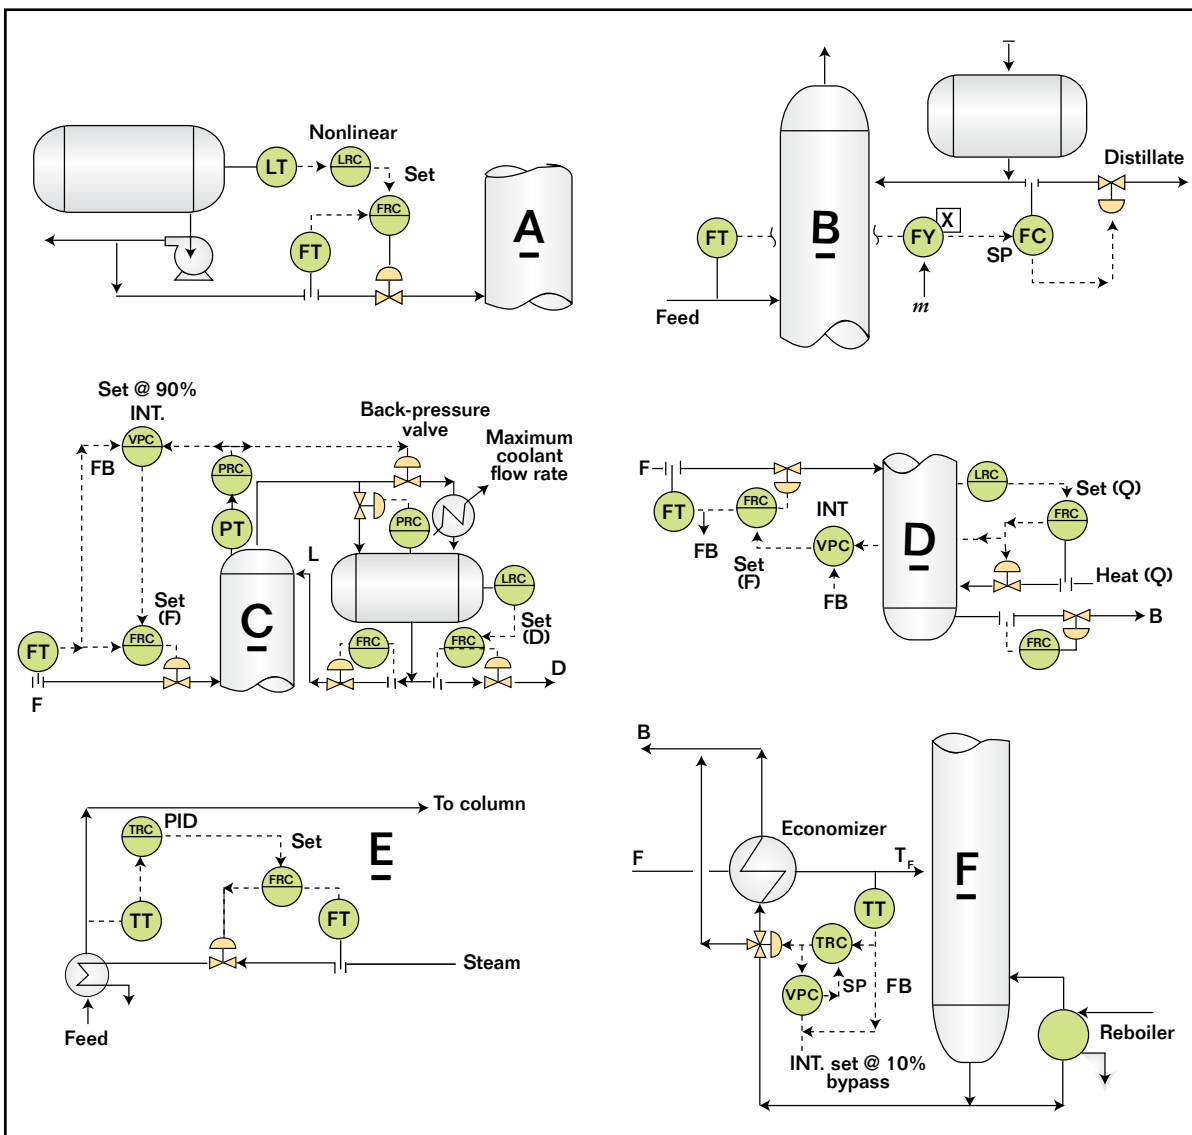 Nonlinear
LT
LRC
Set
FRC
FT
A
B
FT
Feed
FY
X
SP
FC
m
Distillate
Set @ 90%
INT.
VPC
FB
PRC
PT
Back-pressure
valve
Maximum
coolant
flow rate
PRC
L
C
LRC
Set
(D)
Set
(F)
FT
FRC
FRC
FRC
F
D
F
FT
FB
FRC
Set
(F)
INT
VPC
FB
D
LRC
Set (Q)
FRC
Heat (Q)
B
FRC
To column
TRC
PID
Set
E
FRC
TT
FT
Steam
Feed
B
Economizer
F
TF
F
TT
TRC
SP
FB
VPC
INT. set @ 10%
bypass
Reboiler